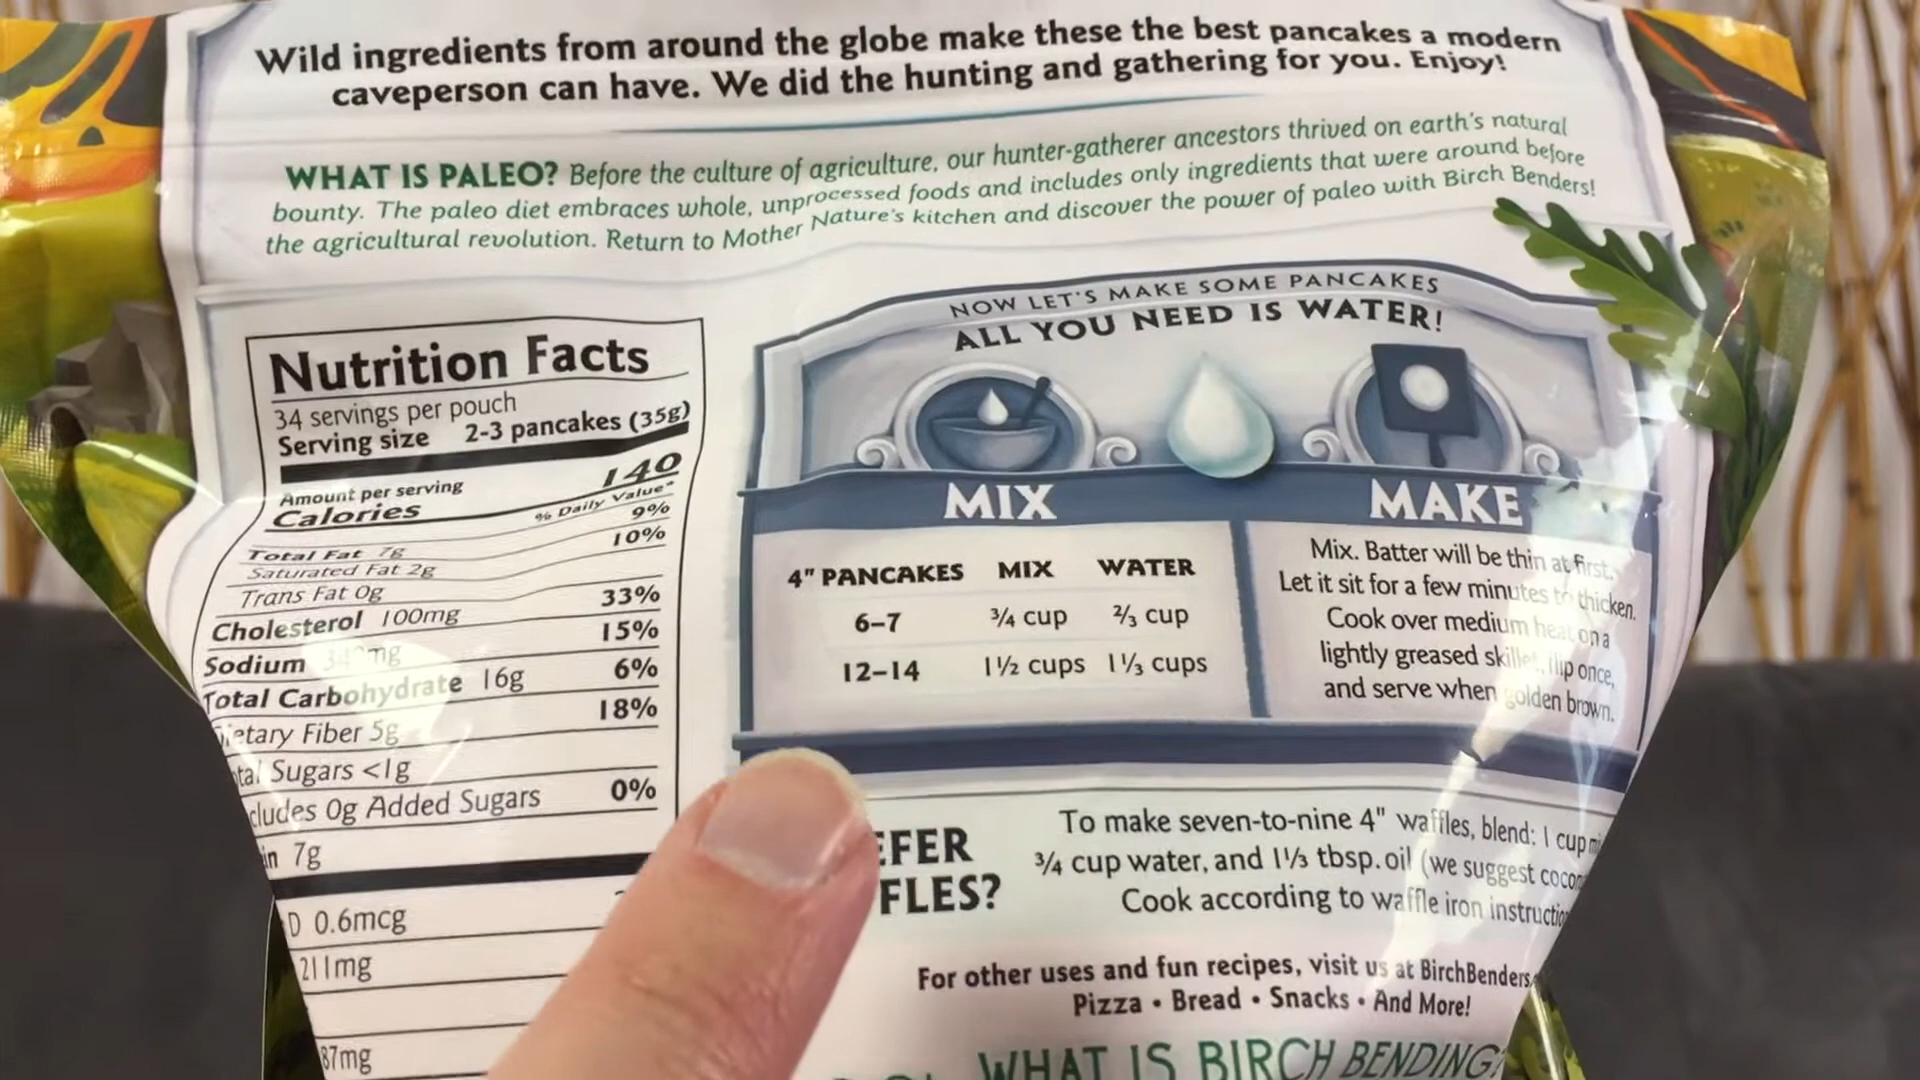 Wild ingredients from around the globe make these the best pancakes a modern
caveperson can have. We did the hunting and gathering for you. Enjoy!
WHAT IS PALEO? Before the culture of agriculture, our hunter-gatherer ancestors thrived on earth's natural
bounty. The paleo diet embraces whole, unprocessed foods and includes only ingredients that were around before
the agricultural revolution. Return to Mother Nature's kitchen and discover the power of paleo with Birch Benders!
Nutrition Facts
34 servings per pouch
Serving size 2-3 pancakes (35g)
Amount per serving
Calories 140
% Daily Value*
Total Fat 7g 9%
Saturated Fat 2g 10%
Trans Fat 0g
Cholesterol 100mg 33%
Sodium mg 15%
Total Carbohydrate 16g 6%
Dietary Fiber 5g 18%
tal Sugars <1g
cludes 0g Added Sugars 0%
in 7g
D 0.6mcg
211mg
87mg
NOW LET'S MAKE SOME PANCAKES
ALL YOU NEED IS WATER!
MIX
4" PANCAKES MIX WATER
6–7 ¾ cup ⅔ cup
12–14 1½ cups 1⅓ cups
MAKE
Mix. Batter will be thin at first.
Let it sit for a few minutes to thicken.
Cook over medium heat on a
lightly greased skillet, flip once,
and serve when golden brown.
EFER
FLES?
To make seven-to-nine 4" waffles, blend: 1 cup
¾ cup water, and 1⅓ tbsp. oil (we suggest
Cook according to waffle iron
For other uses and fun recipes, visit us at BirchBenders
Pizza • Bread • Snacks • And More!
WHAT IS BIRCH BENDING?